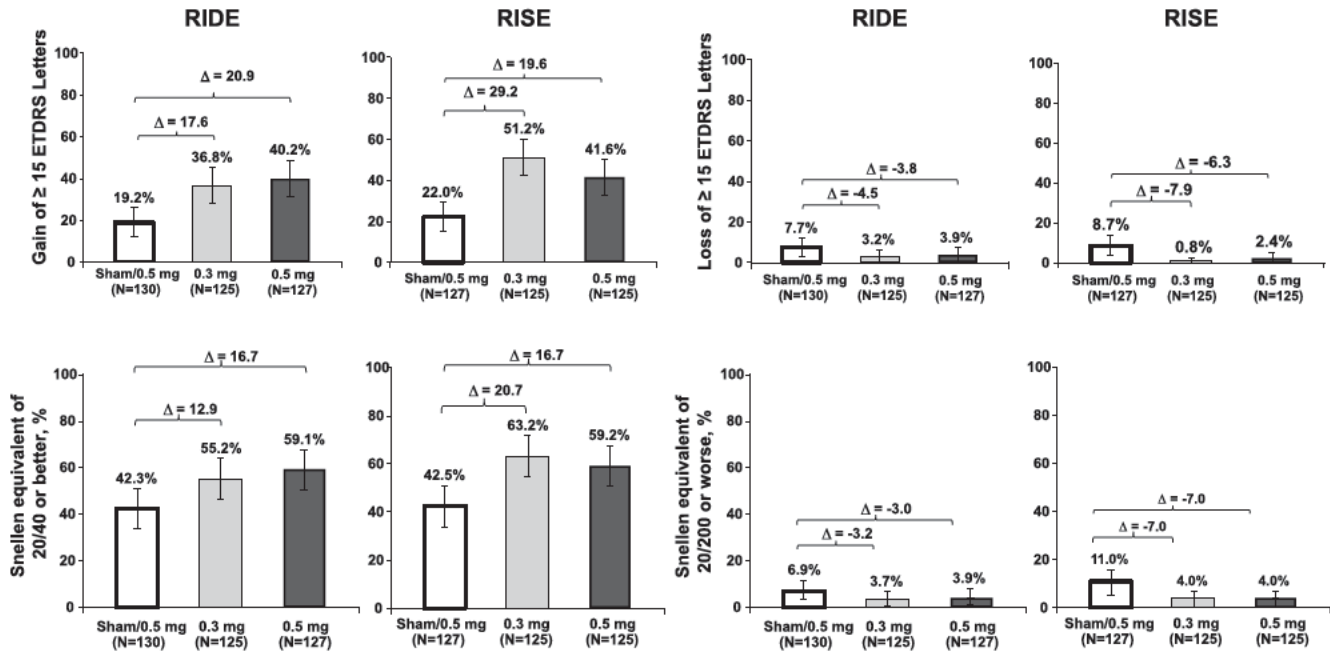 RIDE
RISE
RIDE
RISE
Gain of ≥ 15 ETDRS Letters
100
80
60
40
20
0
Δ = 20.9
Δ = 17.6
19.2%
36.8%
40.2%
Sham/0.5 mg 0.3 mg 0.5 mg
(N=130) (N=125) (N=127)
100
80
60
40
20
0
Δ = 19.6
Δ = 29.2
22.0%
51.2%
41.6%
Sham/0.5 mg 0.3 mg 0.5 mg
(N=127) (N=125) (N=125)
Loss of ≥ 15 ETDRS Letters
100
80
60
40
20
0
Δ = -3.8
Δ = -4.5
7.7%
3.2%
3.9%
Sham/0.5 mg 0.3 mg 0.5 mg
(N=130) (N=125) (N=127)
100
80
60
40
20
0
Δ = -6.3
Δ = -7.9
8.7%
0.8%
2.4%
Sham/0.5 mg 0.3 mg 0.5 mg
(N=127) (N=125) (N=125)
Snellen equivalent of
20/40 or better, %
100
80
60
40
20
0
Δ = 16.7
Δ = 12.9
42.3%
55.2%
59.1%
Sham/0.5 mg 0.3 mg 0.5 mg
(N=130) (N=125) (N=127)
100
80
60
40
20
0
Δ = 16.7
Δ = 20.7
42.5%
63.2%
59.2%
Sham/0.5 mg 0.3 mg 0.5 mg
(N=127) (N=125) (N=125)
Snellen equivalent of
20/200 or worse, %
100
80
60
40
20
0
Δ = -3.0
Δ = -3.2
6.9%
3.7%
3.9%
Sham/0.5 mg 0.3 mg 0.5 mg
(N=130) (N=125) (N=127)
100
80
60
40
20
0
Δ = -7.0
Δ = -7.0
11.0%
4.0%
4.0%
Sham/0.5 mg 0.3 mg 0.5 mg
(N=127) (N=125) (N=125)